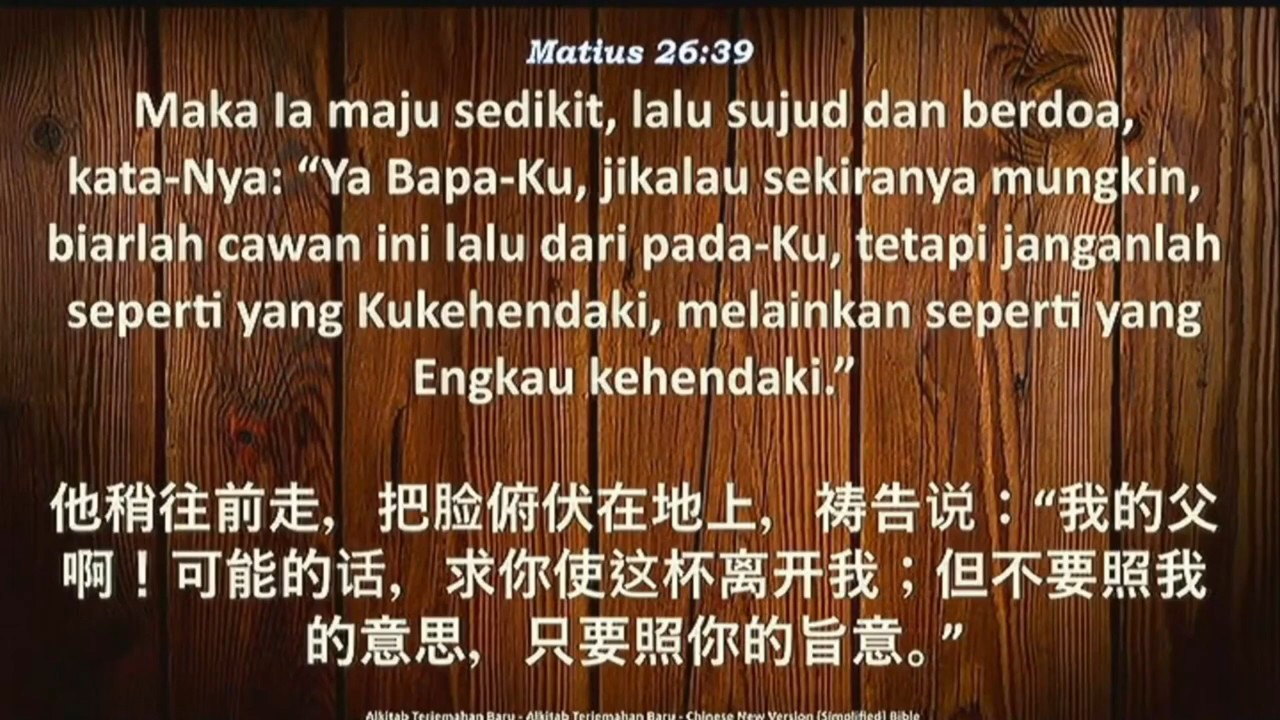 Matius 26:39
Maka Ia maju sedikit, lalu sujud dan berdoa,
kata-Nya: “Ya Bapa-Ku, jikalau sekiranya mungkin,
biarlah cawan ini lalu dari pada-Ku, tetapi janganlah
seperti yang Kukehendaki, melainkan seperti yang
Engkau kehendaki.”
他稍往前走，把脸俯伏在地上，祷告说：“我的父
啊！可能的话，求你使这杯离开我；但不要照我
的意思，只要照你的旨意。”
Alkitab Terjemahan Baru - Alkitab Terjemahan Baru - Chinese New Version (Simplified) Bible